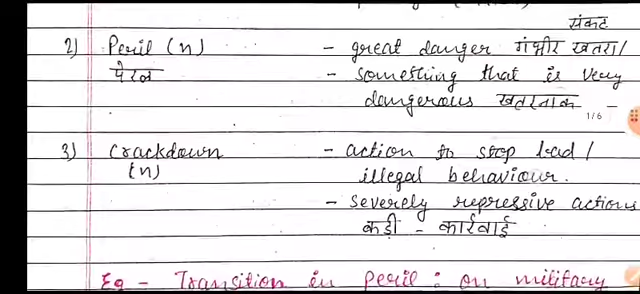 संकट
2) Peril (n) - great danger गंभीर खतरा/
पेरल - something that is very
dangerous खतरनाक -
1/6
3) Crackdown - action to stop bad/
(n) illegal behaviour.
- severely repressive actions
कड़ी - कार्रवाई
Eg - Transition in peril: on military